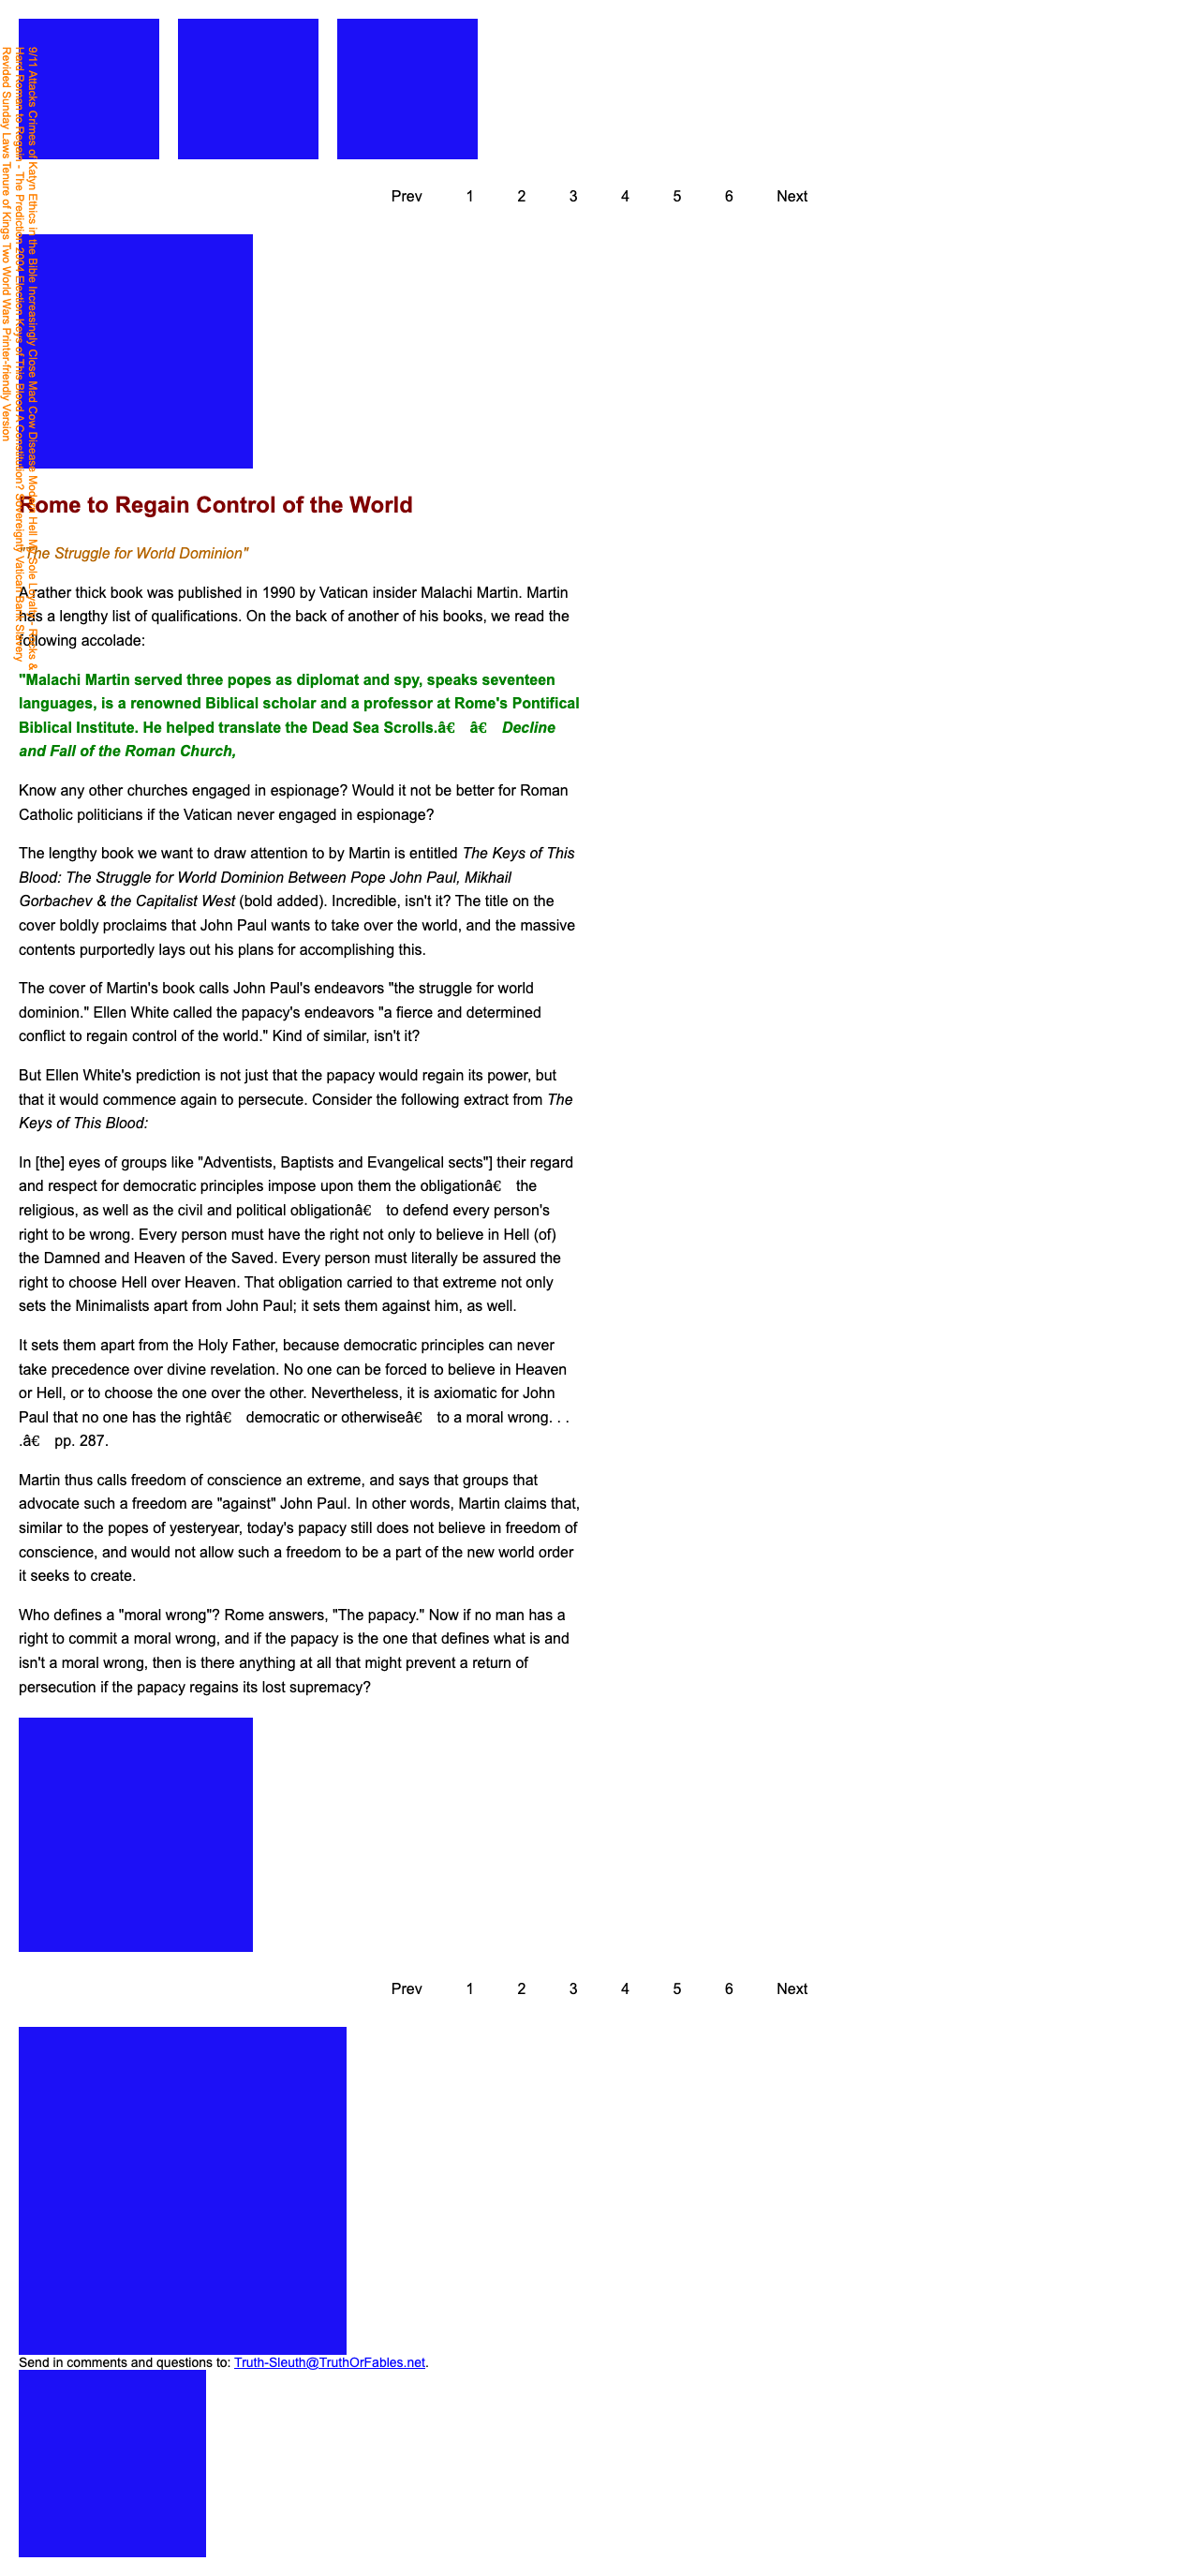 9/11 Attacks Crimes of Katyn Ethics in the Bible Increasingly Close Mad Cow Disease Modern Hell My Sole Loyalty - Rocks &
Hard Roman to Regain - The Prediction 2004 Election Keys of This Blood A Constitution? Sovereignty Vatican Bank Slavery
Revided Sunday Laws Tenure of Kings Two World Wars Printer-friendly Version
Prev 1 2 3 4 5 6 Next
Rome to Regain Control of the World
"The Struggle for World Dominion"
A rather thick book was published in 1990 by Vatican insider Malachi Martin. Martin
has a lengthy list of qualifications. On the back of another of his books, we read the
following accolade:
"Malachi Martin served three popes as diplomat and spy, speaks seventeen
languages, is a renowned Biblical scholar and a professor at Rome's Pontifical
Biblical Institute. He helped translate the Dead Sea Scrolls.â€ â€ Decline
and Fall of the Roman Church,
Know any other churches engaged in espionage? Would it not be better for Roman
Catholic politicians if the Vatican never engaged in espionage?
The lengthy book we want to draw attention to by Martin is entitled The Keys of This
Blood: The Struggle for World Dominion Between Pope John Paul, Mikhail
Gorbachev & the Capitalist West (bold added). Incredible, isn't it? The title on the
cover boldly proclaims that John Paul wants to take over the world, and the massive
contents purportedly lays out his plans for accomplishing this.
The cover of Martin's book calls John Paul's endeavors "the struggle for world
dominion." Ellen White called the papacy's endeavors "a fierce and determined
conflict to regain control of the world." Kind of similar, isn't it?
But Ellen White's prediction is not just that the papacy would regain its power, but
that it would commence again to persecute. Consider the following extract from The
Keys of This Blood:
In [the] eyes of groups like "Adventists, Baptists and Evangelical sects"] their regard
and respect for democratic principles impose upon them the obligationâ€ the
religious, as well as the civil and political obligationâ€ to defend every person's
right to be wrong. Every person must have the right not only to believe in Hell (of)
the Damned and Heaven of the Saved. Every person must literally be assured the
right to choose Hell over Heaven. That obligation carried to that extreme not only
sets the Minimalists apart from John Paul; it sets them against him, as well.
It sets them apart from the Holy Father, because democratic principles can never
take precedence over divine revelation. No one can be forced to believe in Heaven
or Hell, or to choose the one over the other. Nevertheless, it is axiomatic for John
Paul that no one has the rightâ€ democratic or otherwiseâ€ to a moral wrong. . .
.â€ pp. 287.
Martin thus calls freedom of conscience an extreme, and says that groups that
advocate such a freedom are "against" John Paul. In other words, Martin claims that,
similar to the popes of yesteryear, today's papacy still does not believe in freedom of
conscience, and would not allow such a freedom to be a part of the new world order
it seeks to create.
Who defines a "moral wrong"? Rome answers, "The papacy." Now if no man has a
right to commit a moral wrong, and if the papacy is the one that defines what is and
isn't a moral wrong, then is there anything at all that might prevent a return of
persecution if the papacy regains its lost supremacy?
Prev 1 2 3 4 5 6 Next
Send in comments and questions to: Truth-Sleuth@TruthOrFables.net.